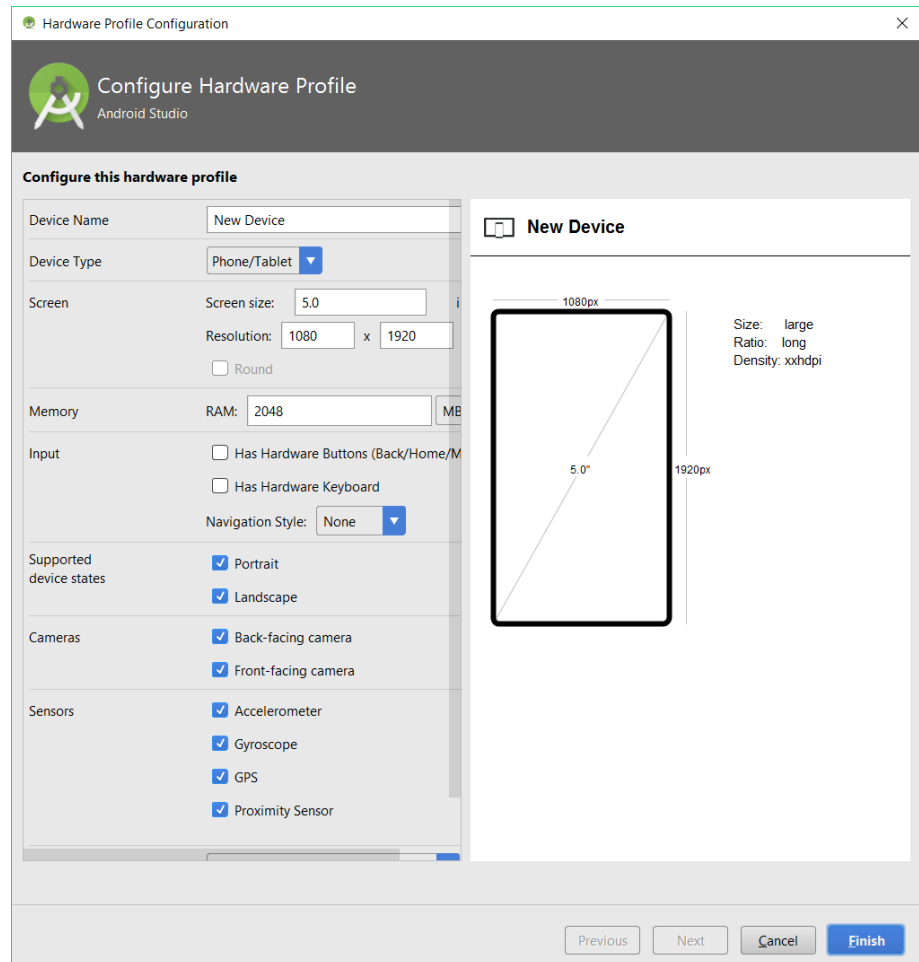 Hardware Profile Configuration
Configure Hardware Profile
Android Studio
Configure this hardware profile
Device Name New Device
Device Type Phone/Tablet
Screen Screen size: 5.0 i
Resolution: 1080 x 1920
Round
Memory RAM: 2048 MB
Input Has Hardware Buttons (Back/Home/M
Has Hardware Keyboard
Navigation Style: None
Supported
device states
Portrait
Landscape
Cameras Back-facing camera
Front-facing camera
Sensors Accelerometer
Gyroscope
GPS
Proximity Sensor
New Device
1080px
5.0"
1920px
Size: large
Ratio: long
Density: xxhdpi
Previous Next Cancel Finish